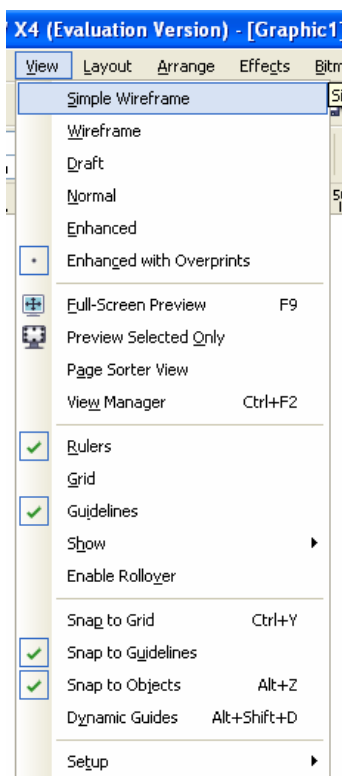 X4 (Evaluation Version) - [Graphic1]
View Layout Arrange Effects Bitm
Simple Wireframe
Wireframe
Draft
Normal
Enhanced
Enhanced with Overprints
Full-Screen Preview F9
Preview Selected Only
Page Sorter View
View Manager Ctrl+F2
Rulers
Grid
Guidelines
Show
Enable Rollover
Snap to Grid Ctrl+Y
Snap to Guidelines
Snap to Objects Alt+Z
Dynamic Guides Alt+Shift+D
Setup